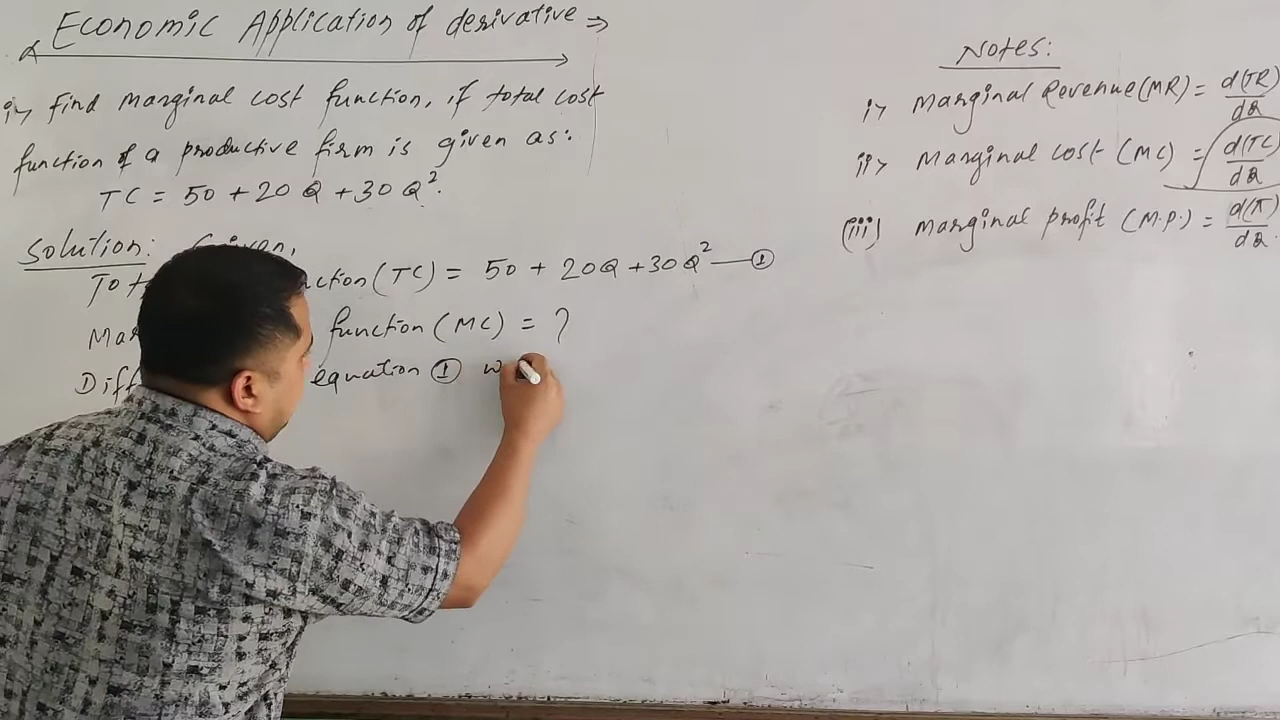 Economic Application of derivative ⇒
i> Find marginal cost function, if total cost
function of a productive firm is given as:
TC = 50 + 20Q + 30Q².
Solution: Given,
(TC) = 50 + 20Q + 30Q² — ①
function (MC) = ?
equation ①
Notes:
i> Marginal Revenue (MR) = d(TR)/dQ
ii> Marginal cost (MC) = d(TC)/dQ
(iii) Marginal profit (M.P.) = d(π)/dQ.